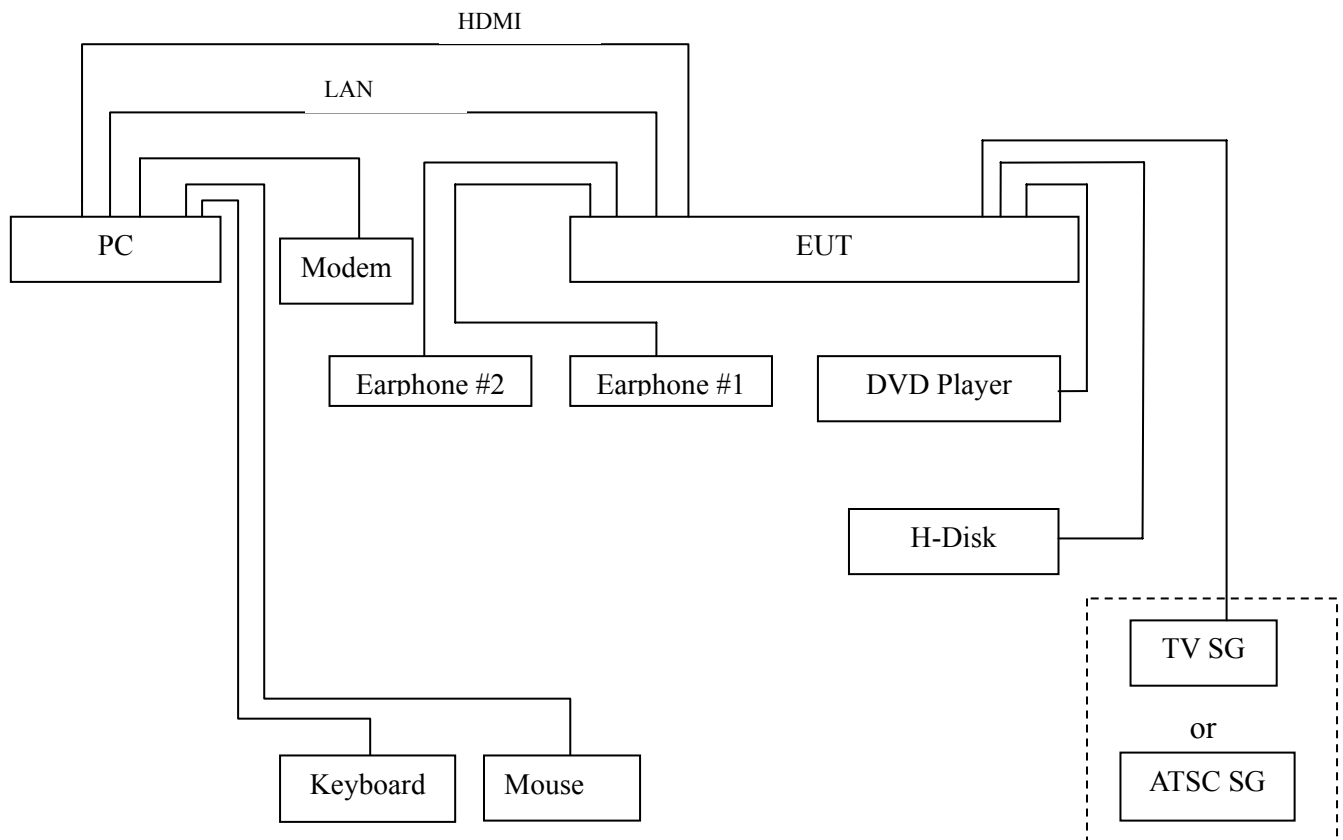 HDMI
LAN
PC
Modem
EUT
Earphone #2
Earphone #1
DVD Player
H-Disk
TV SG
or
ATSC SG
Keyboard
Mouse